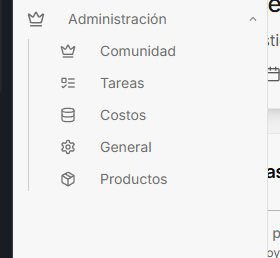 Administración
Comunidad
Tareas
Costos
General
Productos